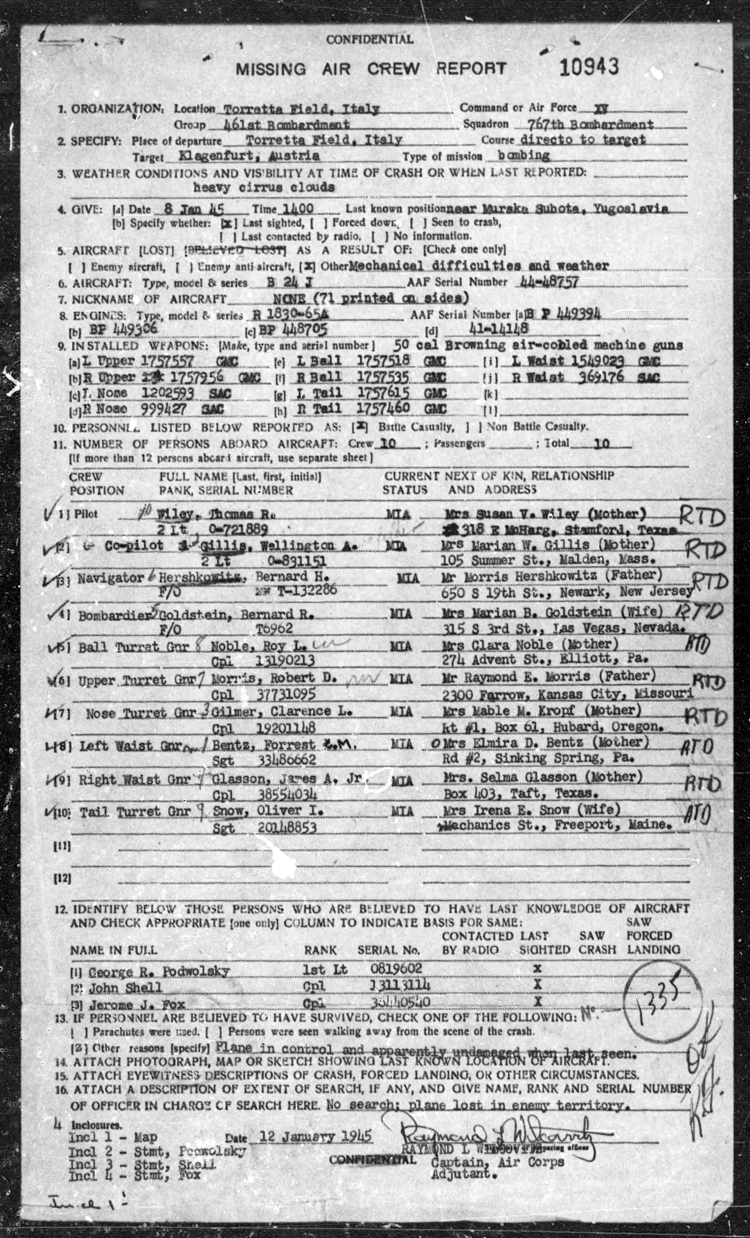 CONFIDENTIAL
MISSING AIR CREW REPORT 10943
1. ORGANIZATION: Location Torretta Field, Italy Command or Air Force XV
Group 461st Bombardment Squadron 767th Bombardment
2. SPECIFY: Place of departure Torretta Field, Italy Course directo to target
Target Klagenfurt, Austria Type of mission bombing
3. WEATHER CONDITIONS AND VISIBILITY AT TIME OF CRASH OR WHEN LAST REPORTED:
heavy cirrus clouds
4. GIVE: [a] Date 8 Jan 45 Time 1400 Last known position near Murska Subota, Yugoslavia
[b] Specify whether: [X] Last sighted, [ ] Forced down, [ ] Seen to crash,
[ ] Last contacted by radio, [ ] No information.
5. AIRCRAFT [LOST] [BELIEVED LOST] AS A RESULT OF: [Check one only]
[ ] Enemy aircraft, [ ] Enemy anti-aircraft, [X] Other Mechanical difficulties and weather
6. AIRCRAFT: Type, model & series B 24 J AAF Serial Number 44-48757
7. NICKNAME OF AIRCRAFT NONE (71 printed on sides)
8. ENGINES: Type, model & series R 1830-65A AAF Serial Number [a] B P 449394
[b] BP 449306 [c] BP 448705 [d] 41-14148
9. INSTALLED WEAPONS: [Make, type and serial number] 50 cal Browning air-cobled machine guns
[a] L Upper 1757557 GMC [e] L Ball 1757518 GMC [i] L Waist 1549023 GMC
[b] R Upper 1757956 GMC [f] R Ball 1757535 GMC [j] R Waist 369176 SAC
[c] L Nose 1202593 SAC [g] L Tail 1757615 GMC [k]
[d] R Nose 999427 SAC [h] R Tail 1757460 GMC [l]
10. PERSONNEL LISTED BELOW REPORTED AS: [X] Battle Casualty, [ ] Non Battle Casualty.
11. NUMBER OF PERSONS ABOARD AIRCRAFT: Crew 10 ; Passengers ; Total 10
[If more than 12 persons aboard aircraft, use separate sheet]
CREW FULL NAME [Last, first, initial] CURRENT NEXT OF KIN, RELATIONSHIP
POSITION RANK, SERIAL NUMBER STATUS AND ADDRESS
[1] Pilot 10 Wiley, Thomas R. MIA Mrs Susan V. Wiley (Mother) RTD
2 Lt O-721889 318 E McHarg, Stamford, Texas
[2] Co-pilot 2 Gillis, Wellington A. MIA Mrs Marian W. Gillis (Mother) RTD
2 Lt O-891151 105 Summer St., Malden, Mass.
[3] Navigator 6 Hershkowitz, Bernard H. MIA Mr Morris Hershkowitz (Father) RTD
F/O T-132286 650 S 19th St., Newark, New Jersey
[4] Bombardier 5 Goldstein, Bernard R. MIA Mrs Marian B. Goldstein (Wife) RTD
F/O T6962 315 S 3rd St., Las Vegas, Nevada.
[5] Ball Turret Gnr 8 Noble, Roy L. MIA Mrs Clara Noble (Mother) RTD
Cpl 13190213 274 Advent St., Elliott, Pa.
[6] Upper Turret Gnr 7 Morris, Robert D. MIA Mr Raymond E. Morris (Father) RTD
Cpl 37731095 2300 Farrow, Kansas City, Missouri
[7] Nose Turret Gnr 3 Gilmer, Clarence L. MIA Mrs Mable M. Kropf (Mother) RTD
Cpl 19201148 Rt #1, Box 61, Hubard, Oregon.
[8] Left Waist Gnr 1 Bentz, Forrest M. MIA Mrs Elmira D. Bentz (Mother) RTD
Sgt 33486662 Rd #2, Sinking Spring, Pa.
[9] Right Waist Gnr 4 Glasson, James A. Jr. MIA Mrs. Selma Glasson (Mother) RTD
Cpl 38554034 Box 403, Taft, Texas.
[10] Tail Turret Gnr 9 Snow, Oliver I. MIA Mrs Irena E. Snow (Wife) RTD
Sgt 20148853 Mechanics St., Freeport, Maine.
[11]
[12]
12. IDENTIFY BELOW THOSE PERSONS WHO ARE BELIEVED TO HAVE LAST KNOWLEDGE OF AIRCRAFT
AND CHECK APPROPRIATE [one only] COLUMN TO INDICATE BASIS FOR SAME: SAW
CONTACTED LAST SAW FORCED
NAME IN FULL RANK SERIAL No. BY RADIO SIGHTED CRASH LANDING
[1] George R. Podwolsky 1st Lt 0819602 X
[2] John Shell Cpl 13113114 X
[3] Jerome J. Fox Cpl 36440540 X
13. IF PERSONNEL ARE BELIEVED TO HAVE SURVIVED, CHECK ONE OF THE FOLLOWING: No. 1335
[ ] Parachutes were used. [ ] Persons were seen walking away from the scene of the crash.
[X] Other reasons [specify] Plane in control and apparently undamaged when last seen.
14. ATTACH PHOTOGRAPH, MAP OR SKETCH SHOWING LAST KNOWN LOCATION OF AIRCRAFT.
15. ATTACH EYEWITNESS DESCRIPTIONS OF CRASH, FORCED LANDING, OR OTHER CIRCUMSTANCES.
16. ATTACH A DESCRIPTION OF EXTENT OF SEARCH, IF ANY, AND GIVE NAME, RANK AND SERIAL NUMBER
OF OFFICER IN CHARGE OF SEARCH HERE. No search; plane lost in enemy territory.
4 Inclosures.
Incl 1 - Map Date 12 January 1945
Incl 2 - Stmt, Podwolsky RAYMOND L
Incl 3 - Stmt, Shell CONFIDENTIAL Captain, Air Corps
Incl 4 - Stmt, Fox Adjutant.